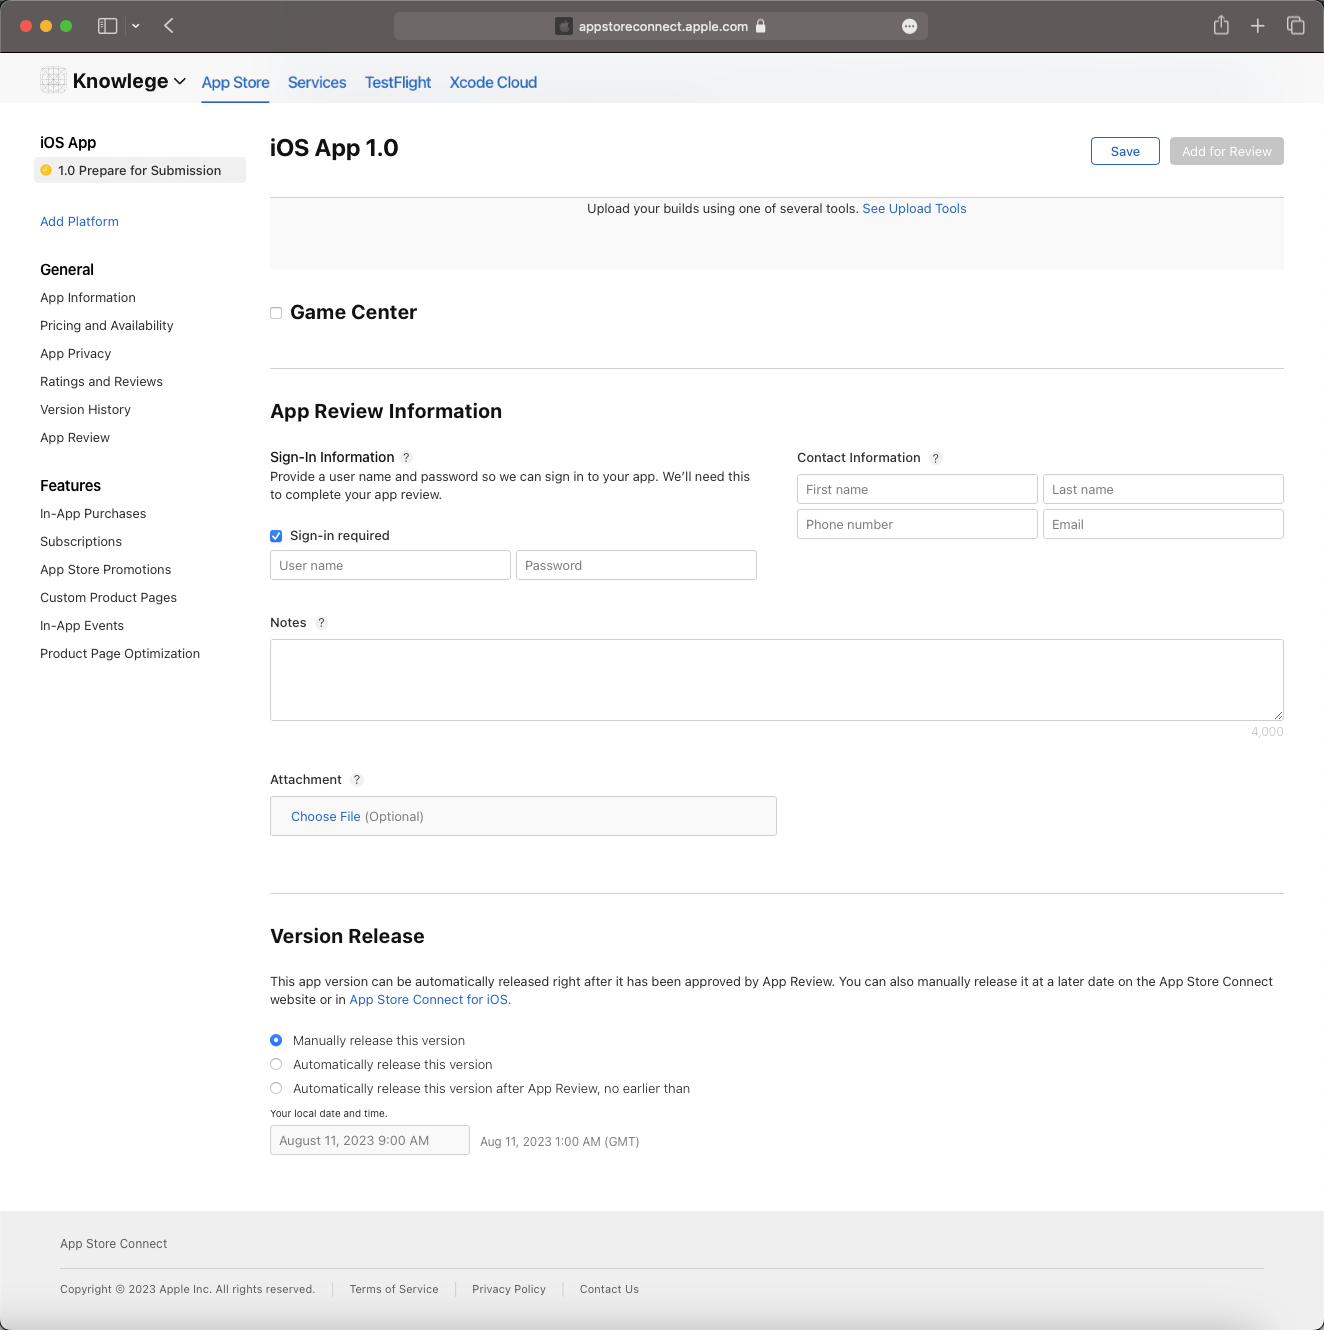 appstoreconnect.apple.com
Knowlege
App Store
Services
TestFlight
Xcode Cloud
iOS App
1.0 Prepare for Submission
Add Platform
General
App Information
Pricing and Availability
App Privacy
Ratings and Reviews
Version History
App Review
Features
In-App Purchases
Subscriptions
App Store Promotions
Custom Product Pages
In-App Events
Product Page Optimization
iOS App 1.0
Save
Add for Review
Upload your builds using one of several tools. See Upload Tools
Game Center
App Review Information
Sign-In Information ?
Provide a user name and password so we can sign in to your app. We’ll need this
to complete your app review.
Sign-in required
User name
Password
Contact Information ?
First name
Last name
Phone number
Email
Notes ?
4,000
Attachment ?
Choose File (Optional)
Version Release
This app version can be automatically released right after it has been approved by App Review. You can also manually release it at a later date on the App Store Connect
website or in App Store Connect for iOS.
Manually release this version
Automatically release this version
Automatically release this version after App Review, no earlier than
Your local date and time.
August 11, 2023 9:00 AM
Aug 11, 2023 1:00 AM (GMT)
App Store Connect
Copyright © 2023 Apple Inc. All rights reserved.
Terms of Service
Privacy Policy
Contact Us